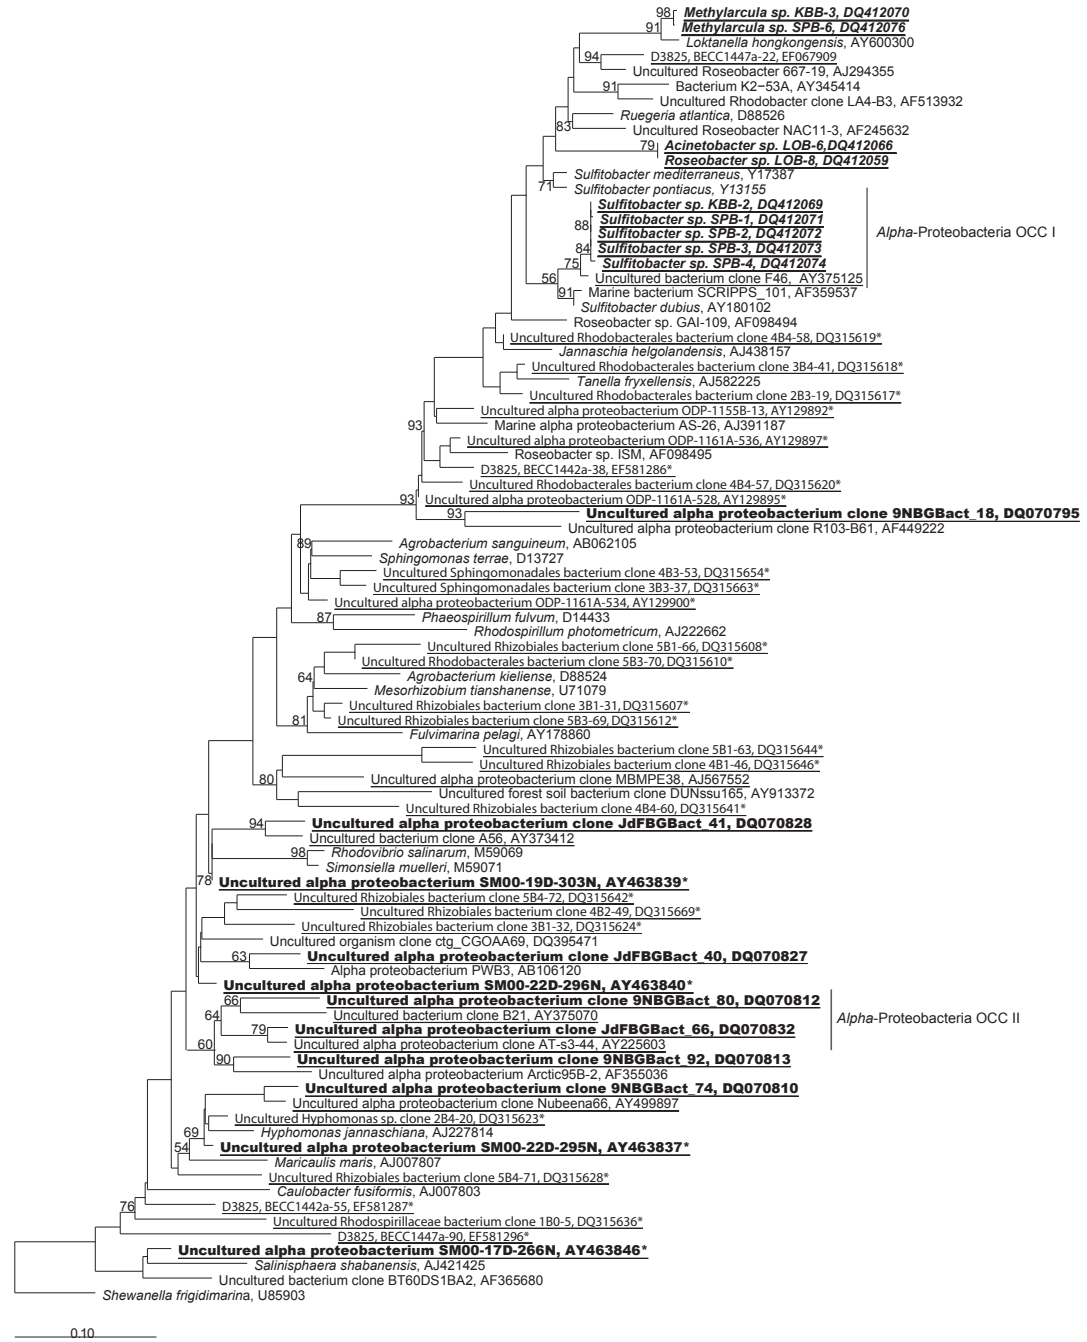 98 Methylarcula sp. KBB-3, DQ412070
91 Methylarcula sp. SPB-6, DQ412076
Loktanella hongkongensis, AY600300
94 D3825, BECC1447a-22, EF067909
Uncultured Roseobacter 667-19, AJ294355
91 Bacterium K2-53A, AY345414
Uncultured Rhodobacter clone LA4-B3, AF513932
Ruegeria atlantica, D88526
83 Uncultured Roseobacter NAC11-3, AF245632
79 Acinetobacter sp. LOB-6,DQ412066
Roseobacter sp. LOB-8, DQ412059
Sulfitobacter mediterraneus, Y17387
71 Sulfitobacter pontiacus, Y13155
Sulfitobacter sp. KBB-2, DQ412069
Sulfitobacter sp. SPB-1, DQ412071
88 Sulfitobacter sp. SPB-2, DQ412072
Alpha-Proteobacteria OCC I
84 Sulfitobacter sp. SPB-3, DQ412073
75 Sulfitobacter sp. SPB-4, DQ412074
56 Uncultured bacterium clone F46, AY375125
91 Marine bacterium SCRIPPS_101, AF359537
Sulfitobacter dubius, AY180102
Roseobacter sp. GAI-109, AF098494
Uncultured Rhodobacterales bacterium clone 4B4-58, DQ315619*
Jannaschia helgolandensis, AJ438157
Uncultured Rhodobacterales bacterium clone 3B4-41, DQ315618*
Tanella fryxellensis, AJ582225
Uncultured Rhodobacterales bacterium clone 2B3-19, DQ315617*
Uncultured alpha proteobacterium ODP-1155B-13, AY129892*
93 Marine alpha proteobacterium AS-26, AJ391187
Uncultured alpha proteobacterium ODP-1161A-536, AY129897*
Roseobacter sp. ISM, AF098495
D3825, BECC1442a-38, EF581286*
Uncultured Rhodobacterales bacterium clone 4B4-57, DQ315620*
93 Uncultured alpha proteobacterium ODP-1161A-528, AY129895*
93 Uncultured alpha proteobacterium clone 9NBGBact_18, DQ070795
Uncultured alpha proteobacterium clone R103-B61, AF449222
89 Agrobacterium sanguineum, AB062105
Sphingomonas terrae, D13727
Uncultured Sphingomonadales bacterium clone 4B3-53, DQ315654*
Uncultured Sphingomonadales bacterium clone 3B3-37, DQ315663*
Uncultured alpha proteobacterium ODP-1161A-534, AY129900*
87 Phaeospirillum fulvum, D14433
Rhodospirillum photometricum, AJ222662
Uncultured Rhizobiales bacterium clone 5B1-66, DQ315608*
Uncultured Rhodobacterales bacterium clone 5B3-70, DQ315610*
64 Agrobacterium kieliense, D88524
Mesorhizobium tianshanense, U71079
Uncultured Rhizobiales bacterium clone 3B1-31, DQ315607*
81 Uncultured Rhizobiales bacterium clone 5B3-69, DQ315612*
Fulvimarina pelagi, AY178860
Uncultured Rhizobiales bacterium clone 5B1-63, DQ315644*
Uncultured Rhizobiales bacterium clone 4B1-46, DQ315646*
80 Uncultured alpha proteobacterium clone MBMPE38, AJ567552
Uncultured forest soil bacterium clone DUNssu165, AY913372
Uncultured Rhizobiales bacterium clone 4B4-60, DQ315641*
94 Uncultured alpha proteobacterium clone JdFBGBact_41, DQ070828
Uncultured bacterium clone A56, AY373412
98 Rhodovibrio salinarum, M59069
Simonsiella muelleri, M59071
78 Uncultured alpha proteobacterium SM00-19D-303N, AY463839*
Uncultured Rhizobiales bacterium clone 5B4-72, DQ315642*
Uncultured Rhizobiales bacterium clone 4B2-49, DQ315669*
Uncultured Rhizobiales bacterium clone 3B1-32, DQ315624*
Uncultured organism clone ctg_CGOAA69, DQ395471
63 Uncultured alpha proteobacterium clone JdFBGBact_40, DQ070827
Alpha proteobacterium PWB3, AB106120
Uncultured alpha proteobacterium SM00-22D-296N, AY463840*
66 Uncultured alpha proteobacterium clone 9NBGBact_80, DQ070812
64 Uncultured bacterium clone B21, AY375070
Alpha-Proteobacteria OCC II
79 Uncultured alpha proteobacterium clone JdFBGBact_66, DQ070832
60 Uncultured alpha proteobacterium clone AT-s3-44, AY225603
90 Uncultured alpha proteobacterium clone 9NBGBact_92, DQ070813
Uncultured alpha proteobacterium Arctic95B-2, AF355036
Uncultured alpha proteobacterium clone 9NBGBact_74, DQ070810
Uncultured alpha proteobacterium clone Nubeena66, AY499897
Uncultured Hyphomonas sp. clone 2B4-20, DQ315623*
69 Hyphomonas jannaschiana, AJ227814
54 Uncultured alpha proteobacterium SM00-22D-295N, AY463837*
Maricaulis maris, AJ007807
Uncultured Rhizobiales bacterium clone 5B4-71, DQ315628*
Caulobacter fusiformis, AJ007803
76 D3825, BECC1442a-55, EF581287*
Uncultured Rhodospirillaceae bacterium clone 1B0-5, DQ315636*
D3825, BECC1447a-90, EF581296*
Uncultured alpha proteobacterium SM00-17D-266N, AY463846*
Salinisphaera shabanensis, AJ421425
Uncultured bacterium clone BT60DS1BA2, AF365680
Shewanella frigidimarina, U85903
0.10